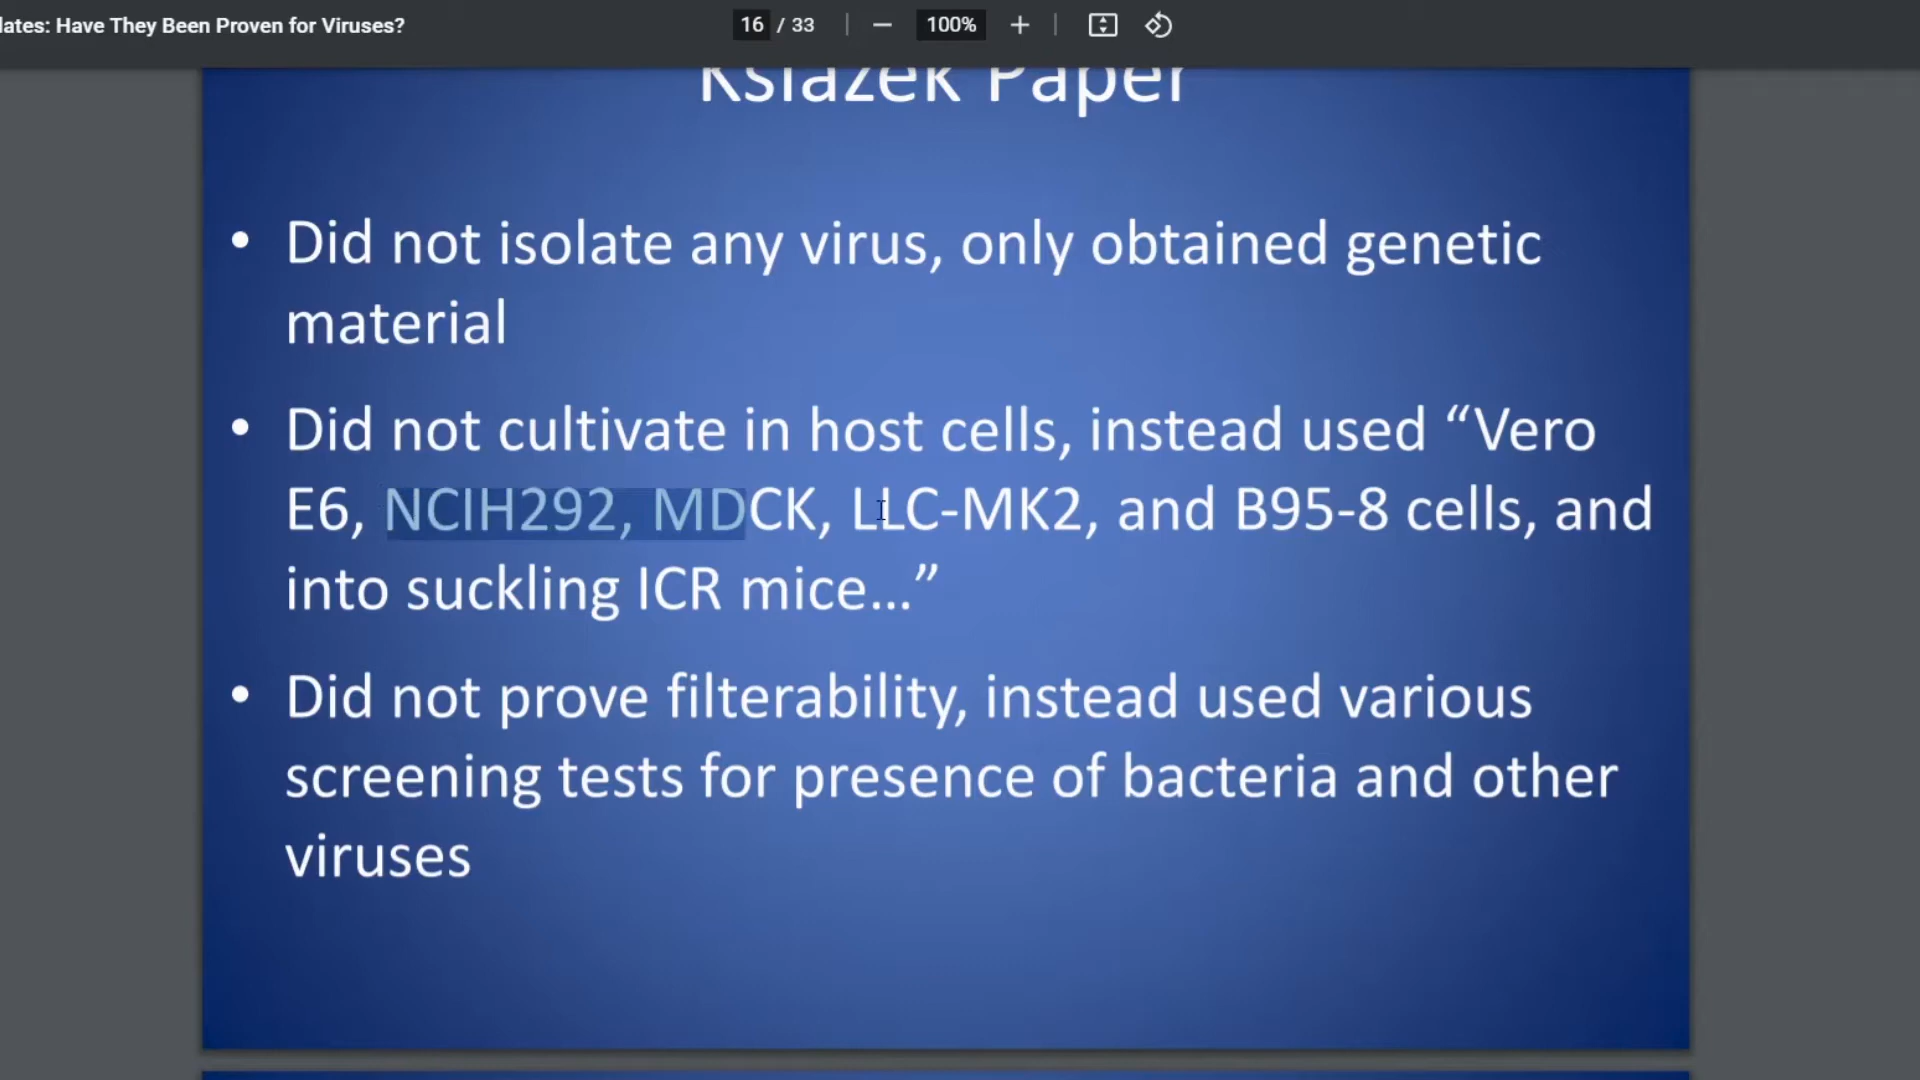 lates: Have They Been Proven for Viruses?
16 / 33
100%
Ksiazek Paper
• Did not isolate any virus, only obtained genetic
material
• Did not cultivate in host cells, instead used “Vero
E6, NCIH292, MDCK, LLC-MK2, and B95-8 cells, and
into suckling ICR mice…”
• Did not prove filterability, instead used various
screening tests for presence of bacteria and other
viruses